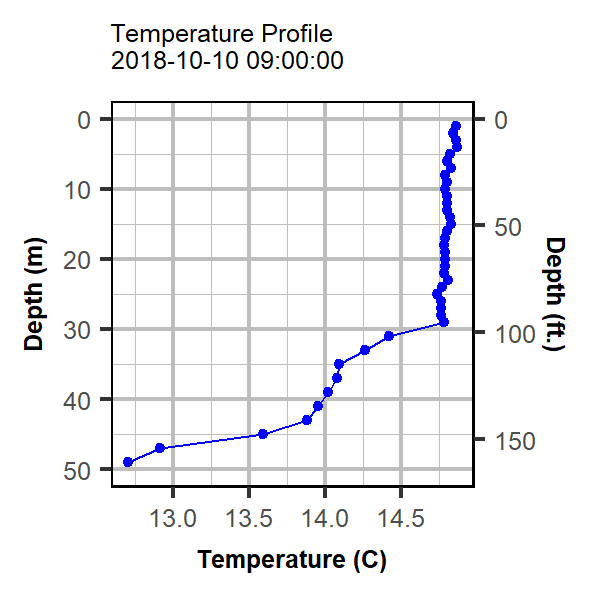 Temperature Profile
2018-10-10 09:00:00
0
10
20
30
40
50
Depth (m)
0
50
100
150
Depth (ft.)
13.0 13.5 14.0 14.5
Temperature (C)